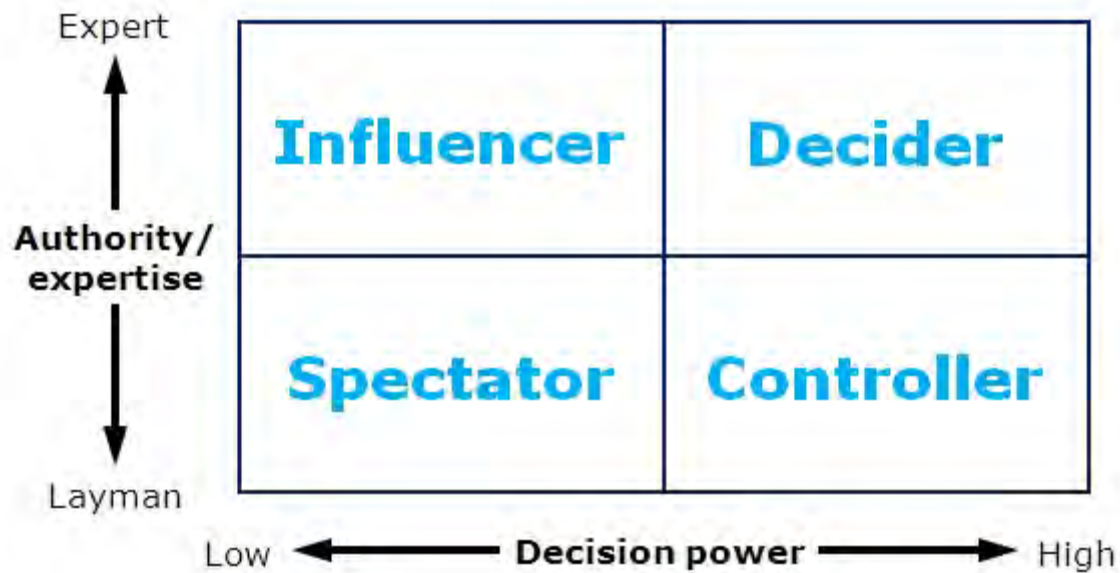 Expert
Influencer Decider
Authority/
expertise
Spectator Controller
Layman
Low Decision power High